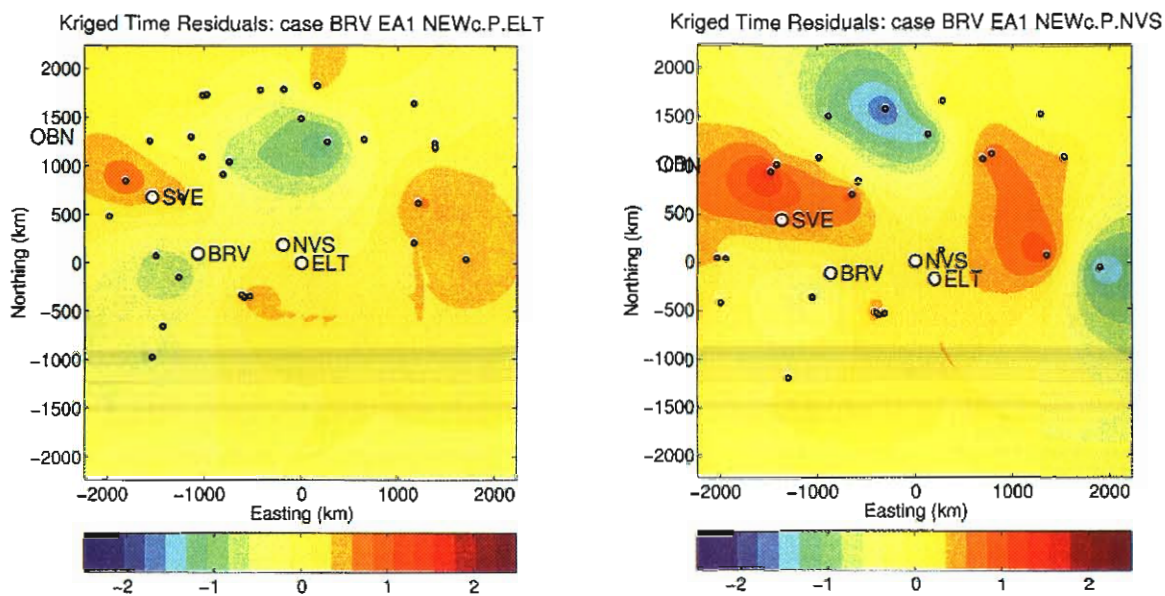 Kriged Time Residuals: case BRV EA1 NEWc.P.ELT
2000
1500
OBN
1000
SVE
500
NVS
BRV
0
ELT
−500
−1000
−1500
−2000
Northing (km)
−2000 −1000 0 1000 2000
Easting (km)
−2 −1 0 1 2
Kriged Time Residuals: case BRV EA1 NEWc.P.NVS
2000
1500
1000
OBN
500
SVE
0
NVS
BRV
ELT
−500
−1000
−1500
−2000
Northing (km)
−2000 −1000 0 1000 2000
Easting (km)
−2 −1 0 1 2